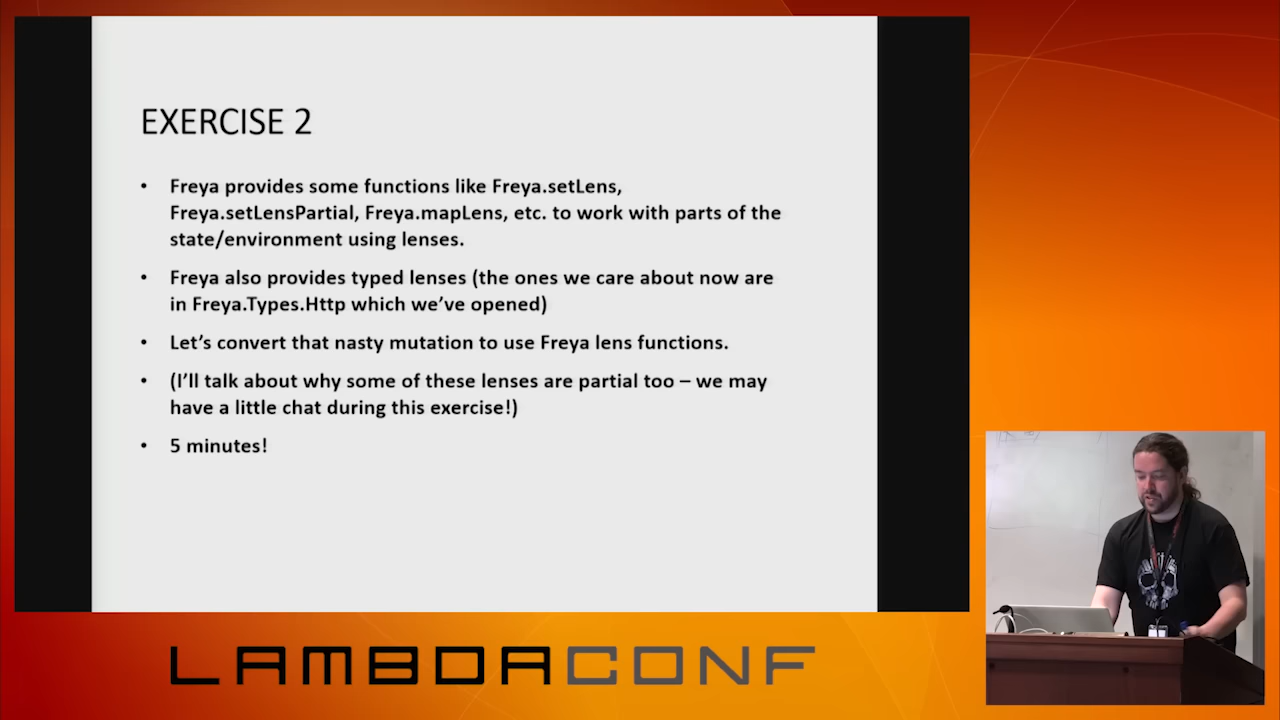 EXERCISE 2
• Freya provides some functions like Freya.setLens,
Freya.setLensPartial, Freya.mapLens, etc. to work with parts of the
state/environment using lenses.
• Freya also provides typed lenses (the ones we care about now are
in Freya.Types.Http which we’ve opened)
• Let’s convert that nasty mutation to use Freya lens functions.
• (I’ll talk about why some of these lenses are partial too – we may
have a little chat during this exercise!)
• 5 minutes!
LAMBDACONF